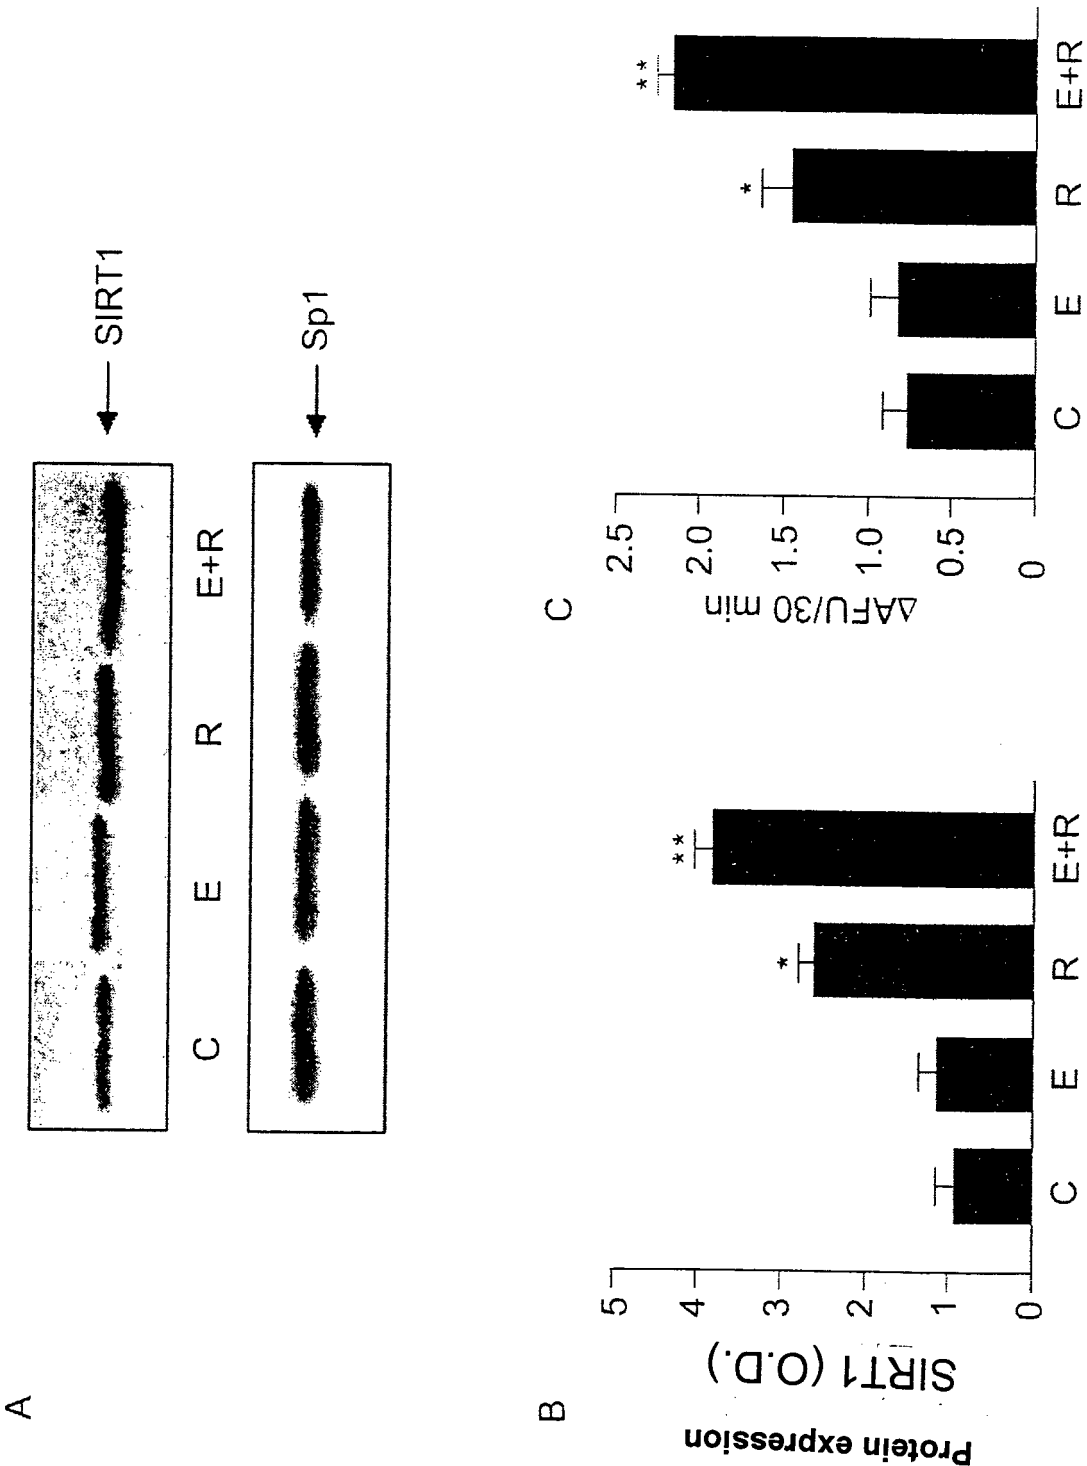 A
SIRT1
C E R E+R
Sp1
B
Protein expression
SIRT1 (O.D.)
5
4
3
2
1
0
*
**
C E R E+R
C
ΔAFU/30 min
2.5
2.0
1.5
1.0
0.5
0
*
**
C E R E+R